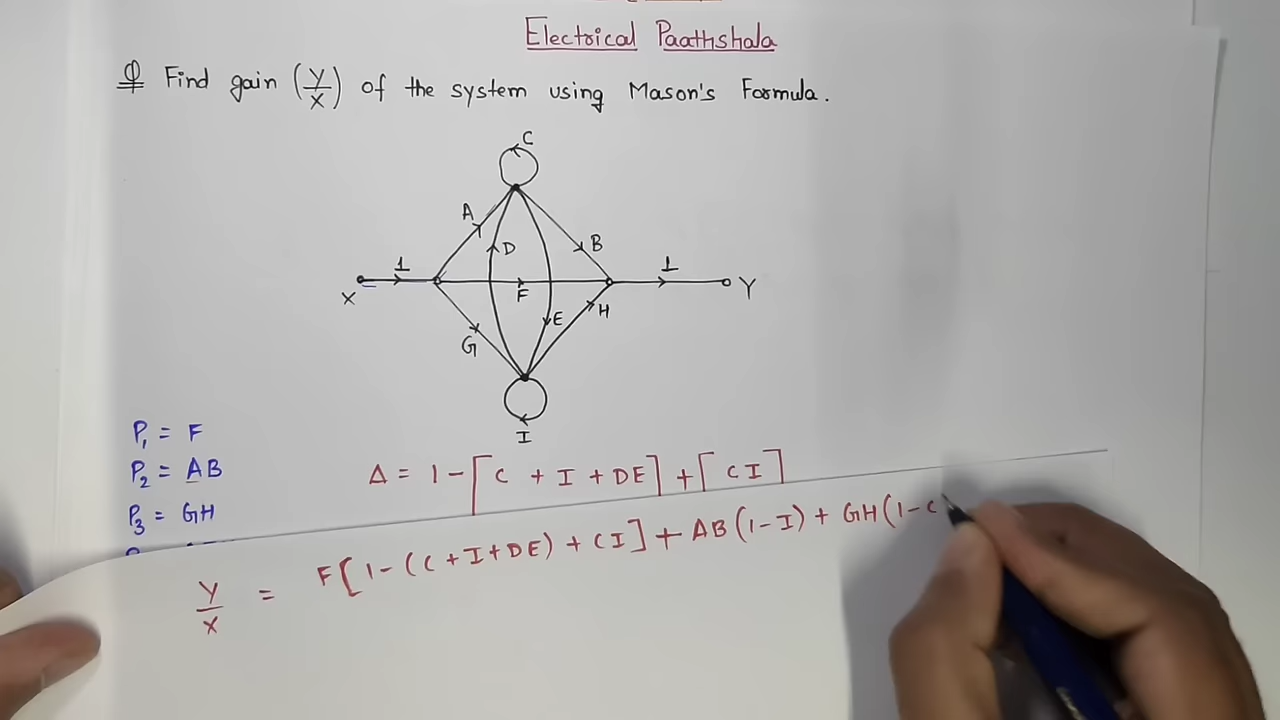 Electrical Paathshala
Q Find gain (Y/X) of the system using Mason's Formula.
C
A
D
B
1
1
X
F
Y
E
H
G
I
P₁ = F
P₂ = AB
Δ = 1 - [C + I + DE] + [CI]
P₃ = GH
Y/X = F[1 - (C + I + DE) + CI] + AB(1 - I) + GH(1 - C